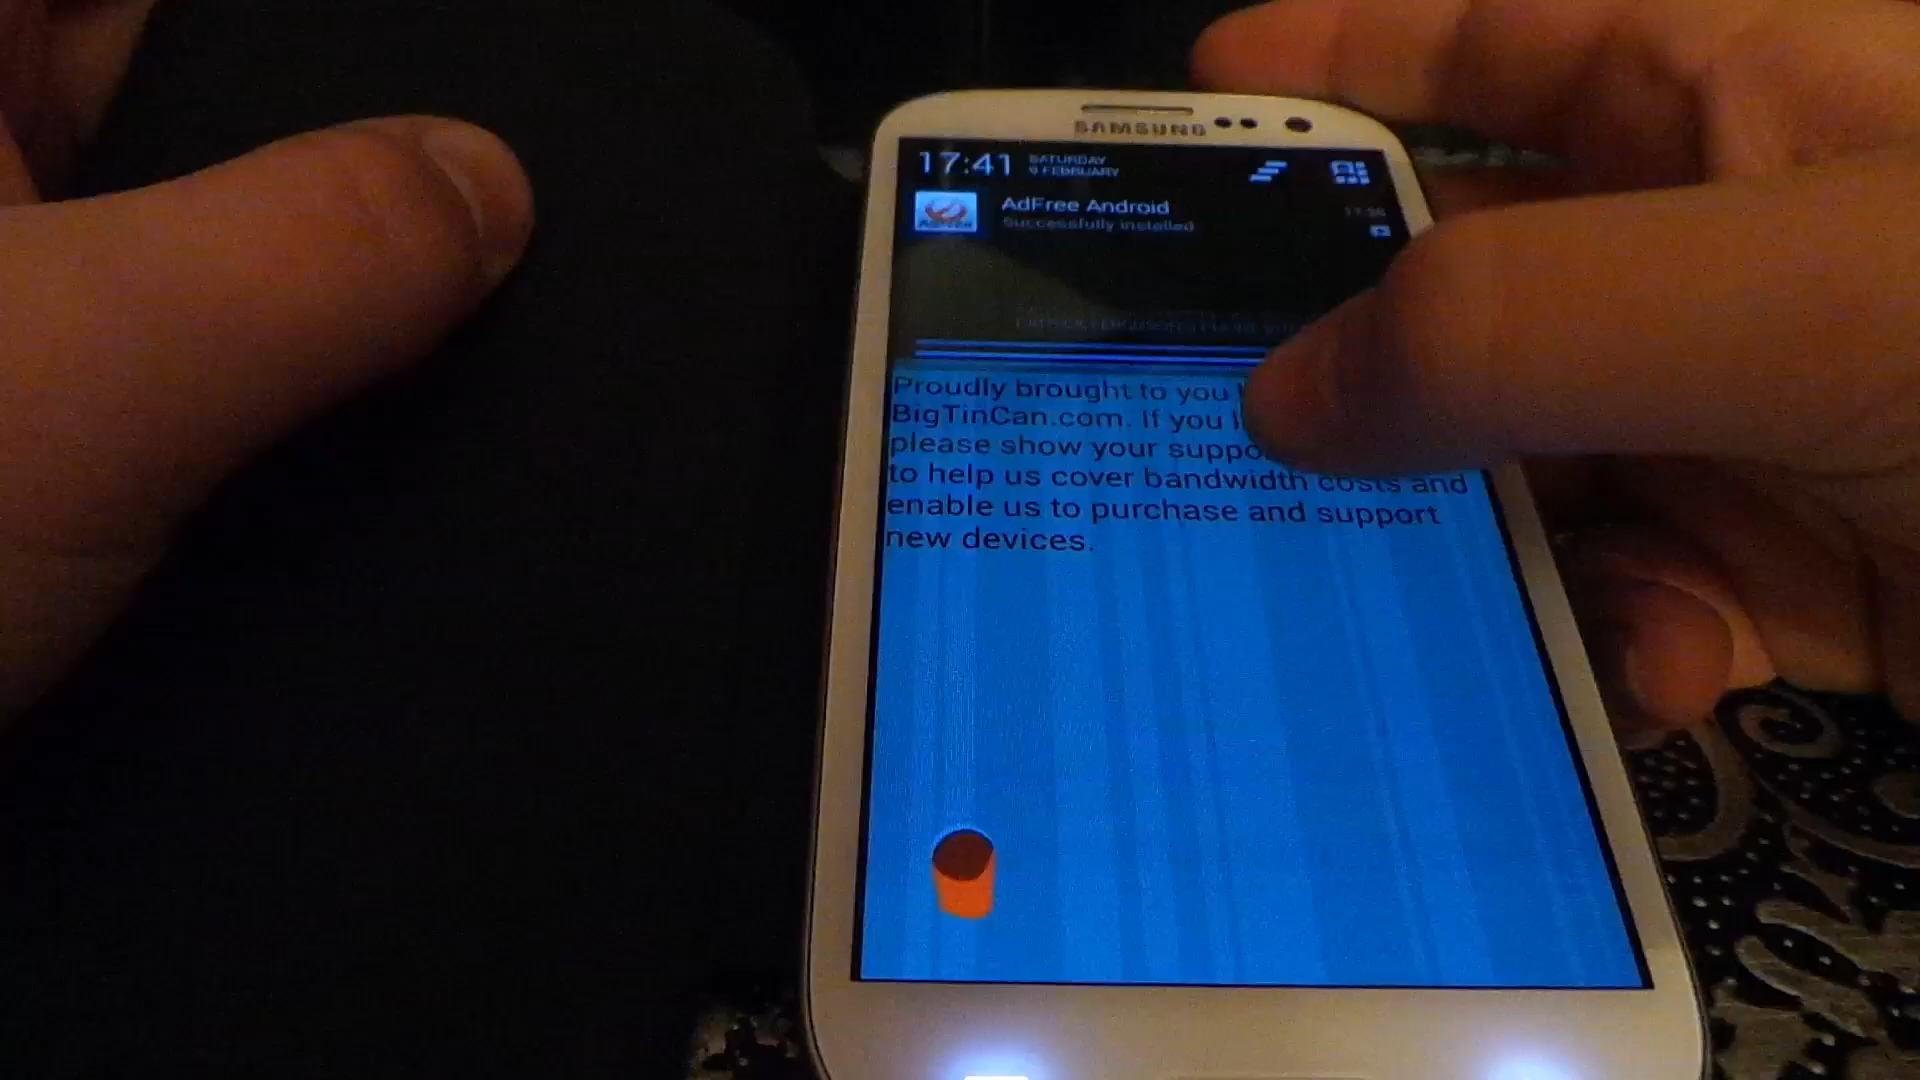 SAMSUNG
17:41
SATURDAY
9 FEBRUARY
AdFree Android
Successfully installed
Proudly brought to you
BigTinCan.com. If you
please show your
to help us cover bandwidth costs and
enable us to purchase and support
new devices.